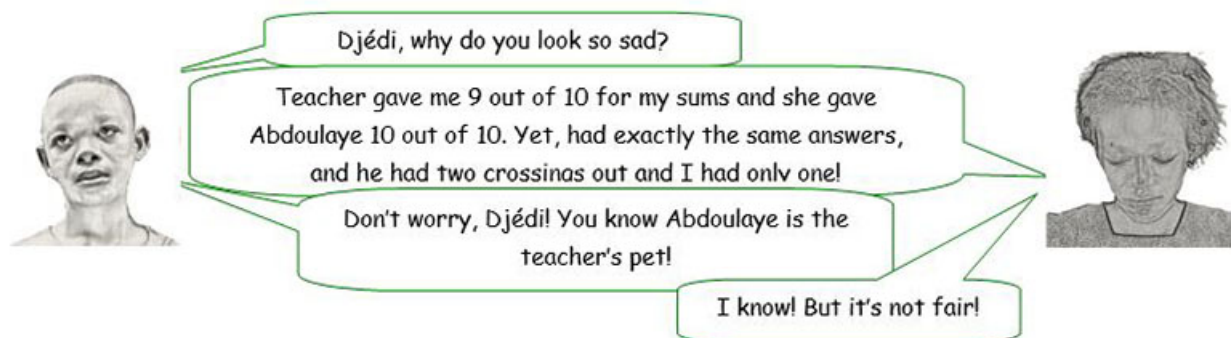 Djédi, why do you look so sad?
Teacher gave me 9 out of 10 for my sums and she gave
Abdoulaye 10 out of 10. Yet, had exactly the same answers,
and he had two crossings out and I had only one!
Don't worry, Djédi! You know Abdoulaye is the
teacher's pet!
I know! But it's not fair!